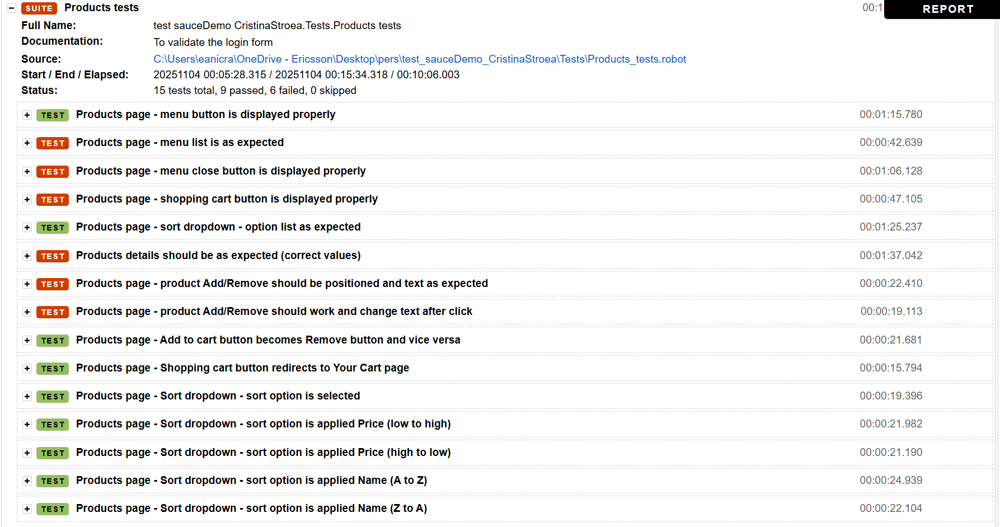 SUITE Products tests 00:1 REPORT
Full Name: test sauceDemo CristinaStroea.Tests.Products tests
Documentation: To validate the login form
Source: C:\Users\eanicra\OneDrive - Ericsson\Desktop\pers\test_sauceDemo_CristinaStroea\Tests\Products_tests.robot
Start / End / Elapsed: 20251104 00:05:28.315 / 20251104 00:15:34.318 / 00:10:06.003
Status: 15 tests total, 9 passed, 6 failed, 0 skipped
TEST Products page - menu button is displayed properly 00:01:15.780
TEST Products page - menu list is as expected 00:00:42.639
TEST Products page - menu close button is displayed properly 00:01:06.128
TEST Products page - shopping cart button is displayed properly 00:00:47.105
TEST Products page - sort dropdown - option list as expected 00:01:25.237
TEST Products details should be as expected (correct values) 00:01:37.042
TEST Products page - product Add/Remove should be positioned and text as expected 00:00:22.410
TEST Products page - product Add/Remove should work and change text after click 00:00:19.113
TEST Products page - Add to cart button becomes Remove button and vice versa 00:00:21.681
TEST Products page - Shopping cart button redirects to Your Cart page 00:00:15.794
TEST Products page - Sort dropdown - sort option is selected 00:00:19.396
TEST Products page - Sort dropdown - sort option is applied Price (low to high) 00:00:21.982
TEST Products page - Sort dropdown - sort option is applied Price (high to low) 00:00:21.190
TEST Products page - Sort dropdown - sort option is applied Name (A to Z) 00:00:24.939
TEST Products page - Sort dropdown - sort option is applied Name (Z to A) 00:00:22.104